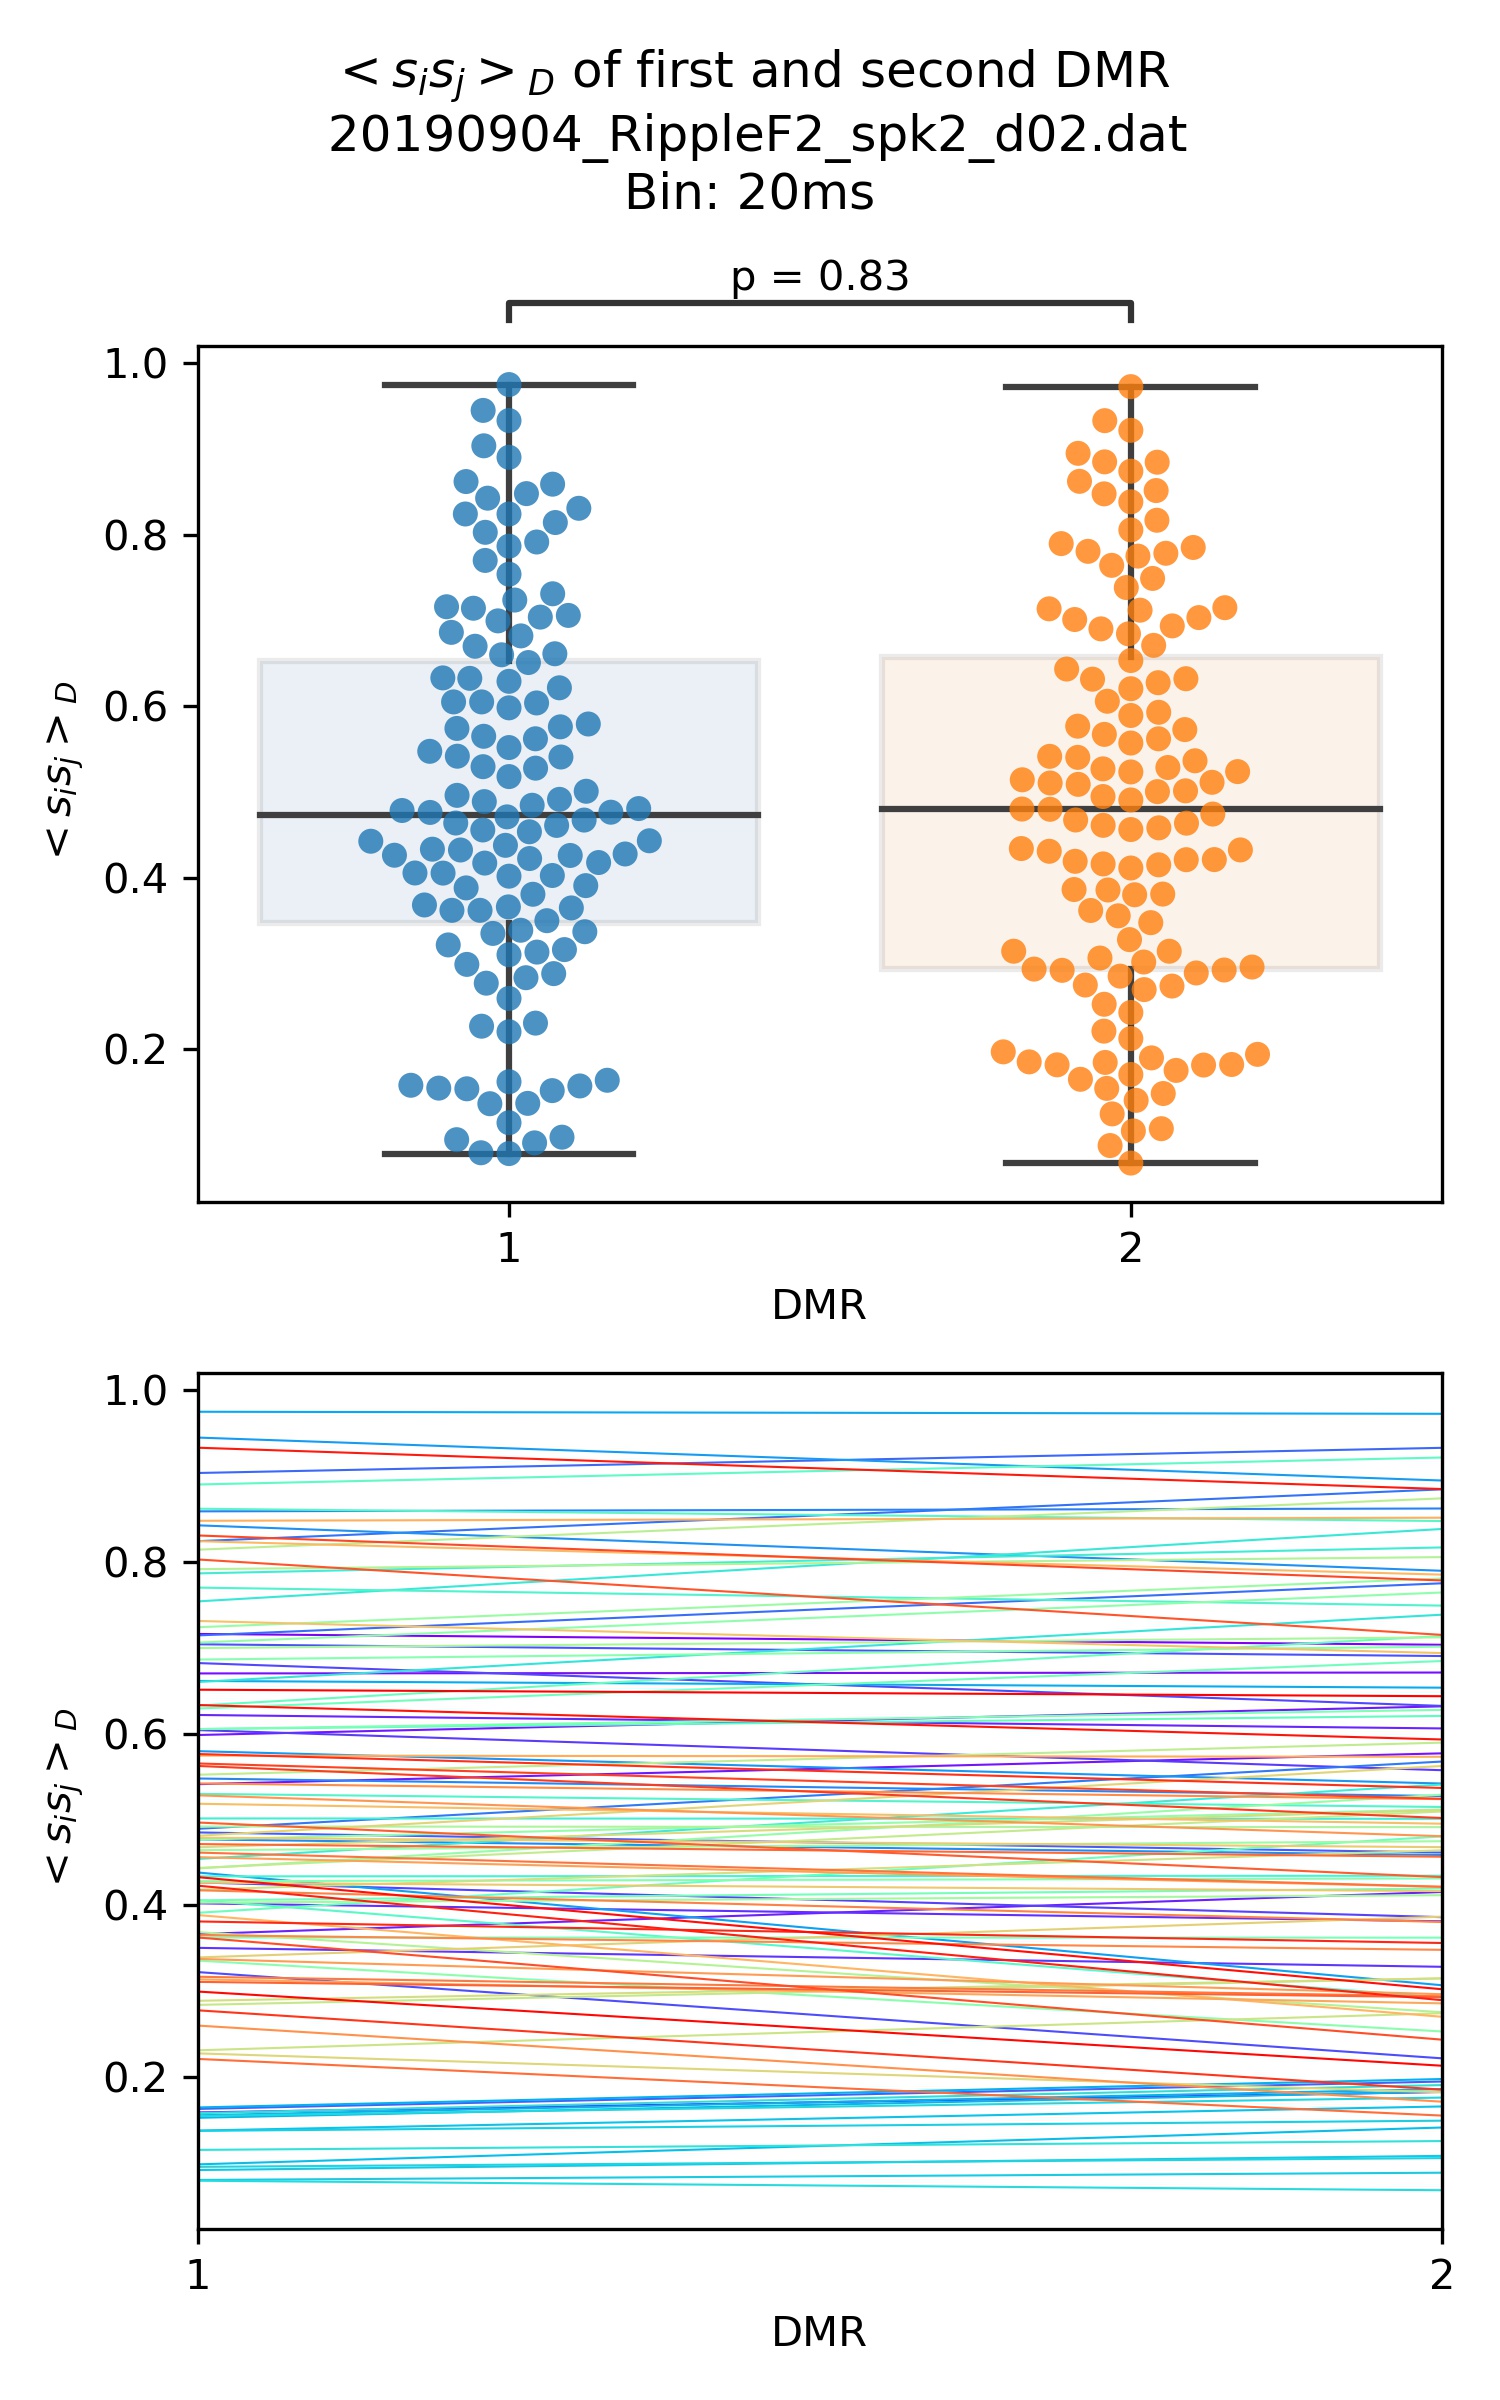 <s_i s_j>_D of first and second DMR
20190904_RippleF2_spk2_d02.dat
Bin: 20ms
p = 0.83
1.0
0.8
0.6
0.4
0.2
<s_i s_j>_D
1 2
DMR
1.0
0.8
0.6
0.4
0.2
<s_i s_j>_D
1 2
DMR